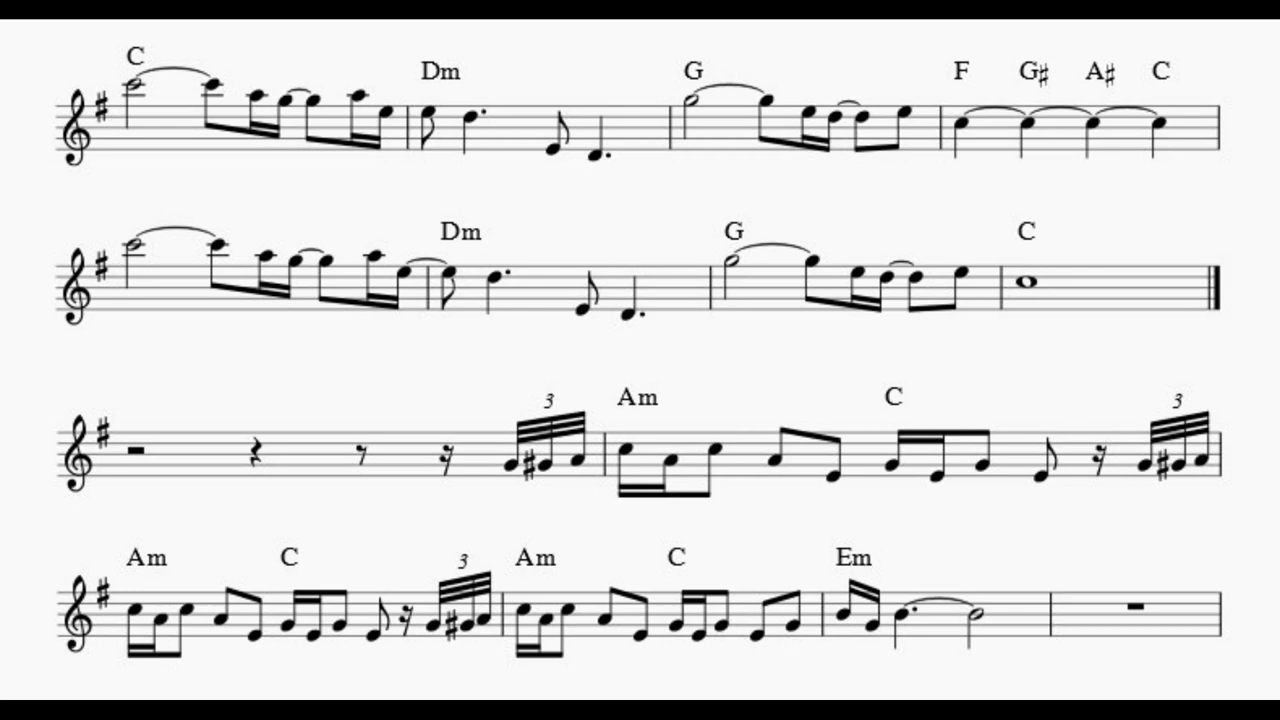 C Dm G F G♯ A♯ C
Dm G C
3 Am C 3
Am C 3 Am C Em